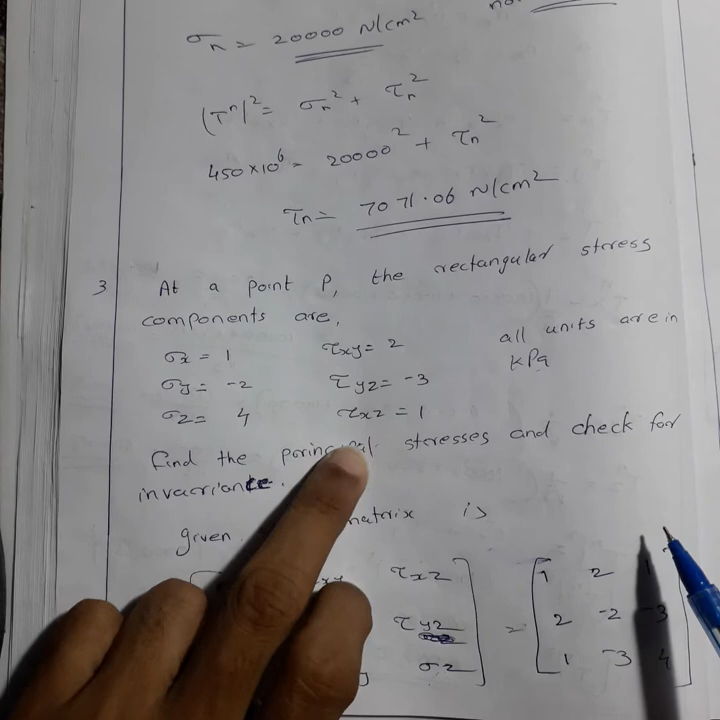 σn = 20000 N/cm²
(Tⁿ)² = σn² + τn²
450×10⁶ = 20000² + τn²
τn = 7071.06 N/cm²
3 At a point P, the rectangular stress
components are,
σx = 1 τxy = 2 all units are in
σy = -2 τyz = -3 kPa
σz = 4 τxz = 1
Find the stresses and check for
invariance.
given matrix is
τxz 1 2 1
τyz = 2 -2 -3
σz 1 -3 4